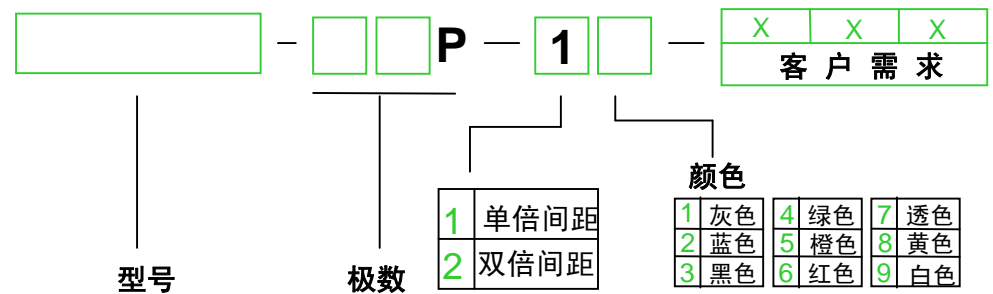 - P — 1 — X X X
客户需求
颜色
1 单倍间距
2 双倍间距
1 灰色 4 绿色 7 透色
2 蓝色 5 橙色 8 黄色
3 黑色 6 红色 9 白色
型号 极数